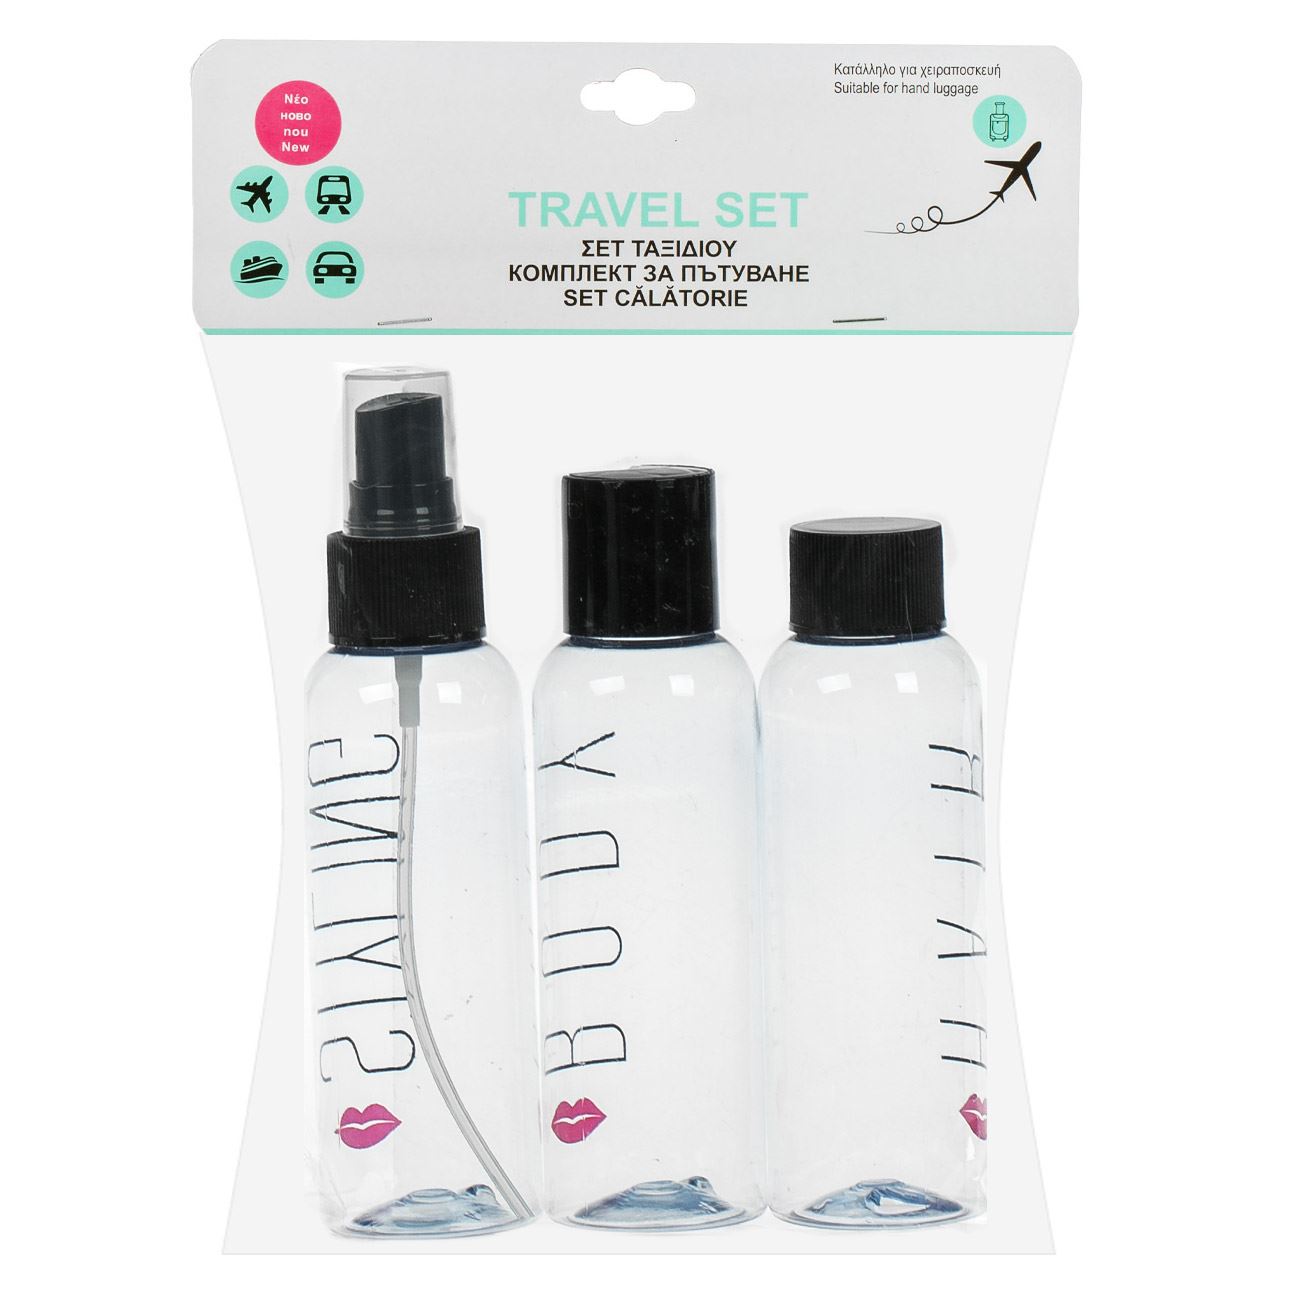 Νέο
НОВО
nou
New
Κατάλληλο για χειραποσκευή
Suitable for hand luggage
TRAVEL SET
ΣΕΤ ΤΑΞΙΔΙΟΥ
КОМПЛЕКТ ЗА ПЪТУВАНЕ
SET CĂLĂTORIE
STYLING
BODY
HAIR